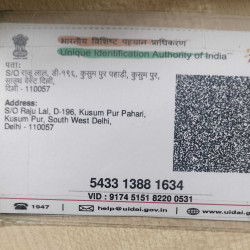 भारतीय विशिष्ट पहचान प्राधिकरण
Unique Identification Authority of India
पता:
S/O राजू लाल, डी-१९६, कुसुम पुर पहाड़ी, कुसुम पुर,
साउथ वेस्ट दिल्ली,
दिल्ली - 110057
Address:
S/O Raju Lal, D-196, Kusum Pur Pahari,
Kusum Pur, South West Delhi,
Delhi - 110057
5433 1388 1634
VID : 9174 5151 8220 0531
1947
help@uidai.gov.in
www.uidai